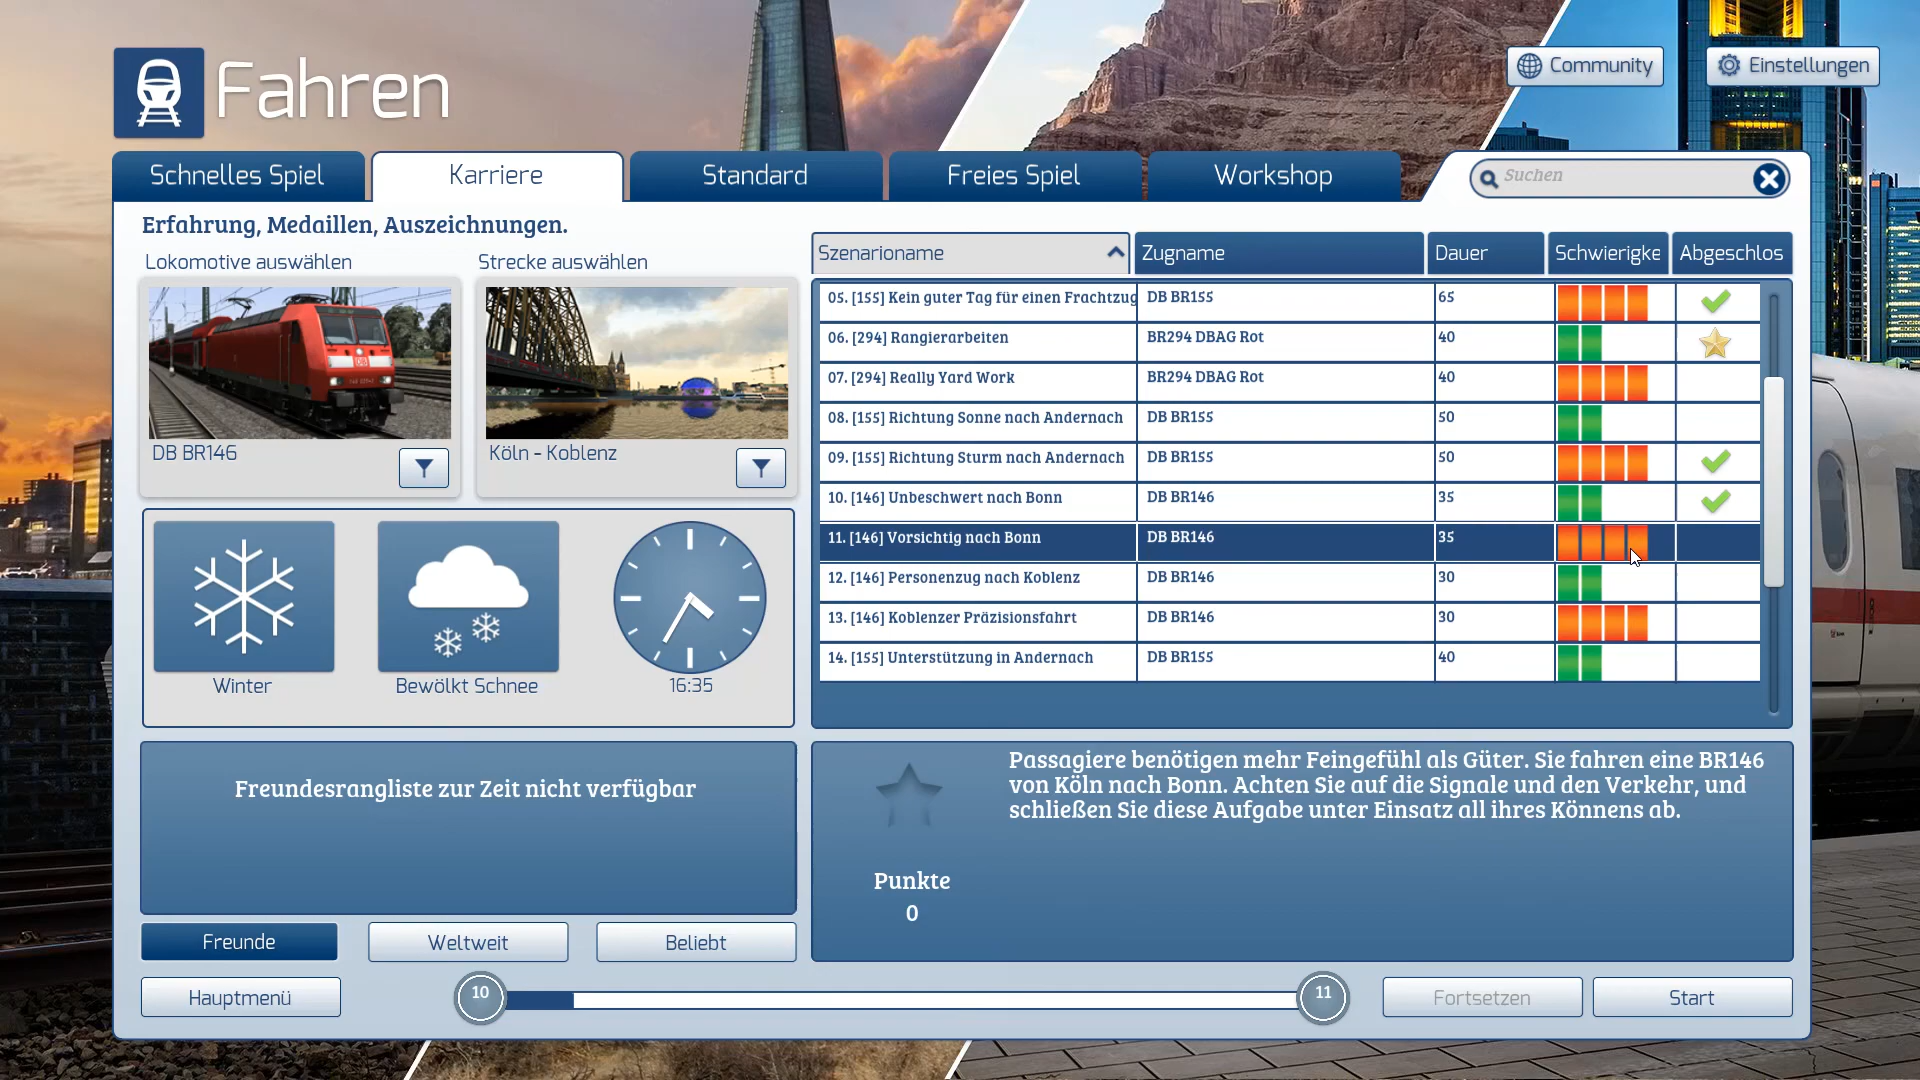 Fahren
Community
Einstellungen
Schnelles Spiel
Karriere
Standard
Freies Spiel
Workshop
Suchen
Erfahrung, Medaillen, Auszeichnungen.
Lokomotive auswählen
Strecke auswählen
DB BR146
Köln - Koblenz
Winter
Bewölkt Schnee
16:35
Szenarioname
Zugname
Dauer
Schwierigke
Abgeschlos
05. [155] Kein guter Tag für einen Frachtzug
DB BR155
65
06. [294] Rangierarbeiten
BR294 DBAG Rot
40
07. [294] Really Yard Work
BR294 DBAG Rot
40
08. [155] Richtung Sonne nach Andernach
DB BR155
50
09. [155] Richtung Sturm nach Andernach
DB BR155
50
10. [146] Unbeschwert nach Bonn
DB BR146
35
11. [146] Vorsichtig nach Bonn
DB BR146
35
12. [146] Personenzug nach Koblenz
DB BR146
30
13. [146] Koblenzer Präzisionsfahrt
DB BR146
30
14. [155] Unterstützung in Andernach
DB BR155
40
Freundesrangliste zur Zeit nicht verfügbar
Passagiere benötigen mehr Feingefühl als Güter. Sie fahren eine BR146
von Köln nach Bonn. Achten Sie auf die Signale und den Verkehr, und
schließen Sie diese Aufgabe unter Einsatz all ihres Könnens ab.
Punkte
0
Freunde
Weltweit
Beliebt
Hauptmenü
10
11
Fortsetzen
Start